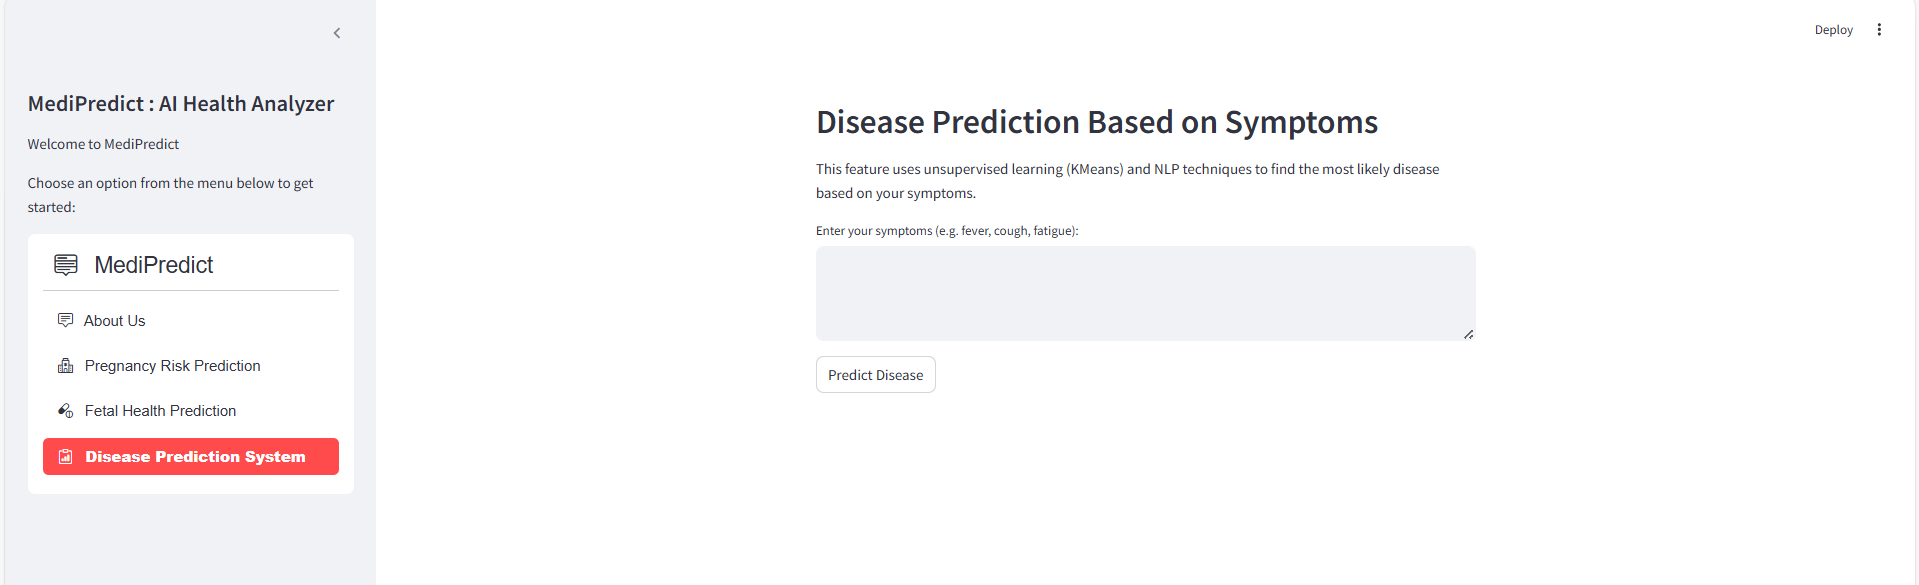 MediPredict : AI Health Analyzer
Welcome to MediPredict
Choose an option from the menu below to get
started:
MediPredict
About Us
Pregnancy Risk Prediction
Fetal Health Prediction
Disease Prediction System
Deploy
Disease Prediction Based on Symptoms
This feature uses unsupervised learning (KMeans) and NLP techniques to find the most likely disease
based on your symptoms.
Enter your symptoms (e.g. fever, cough, fatigue):
Predict Disease